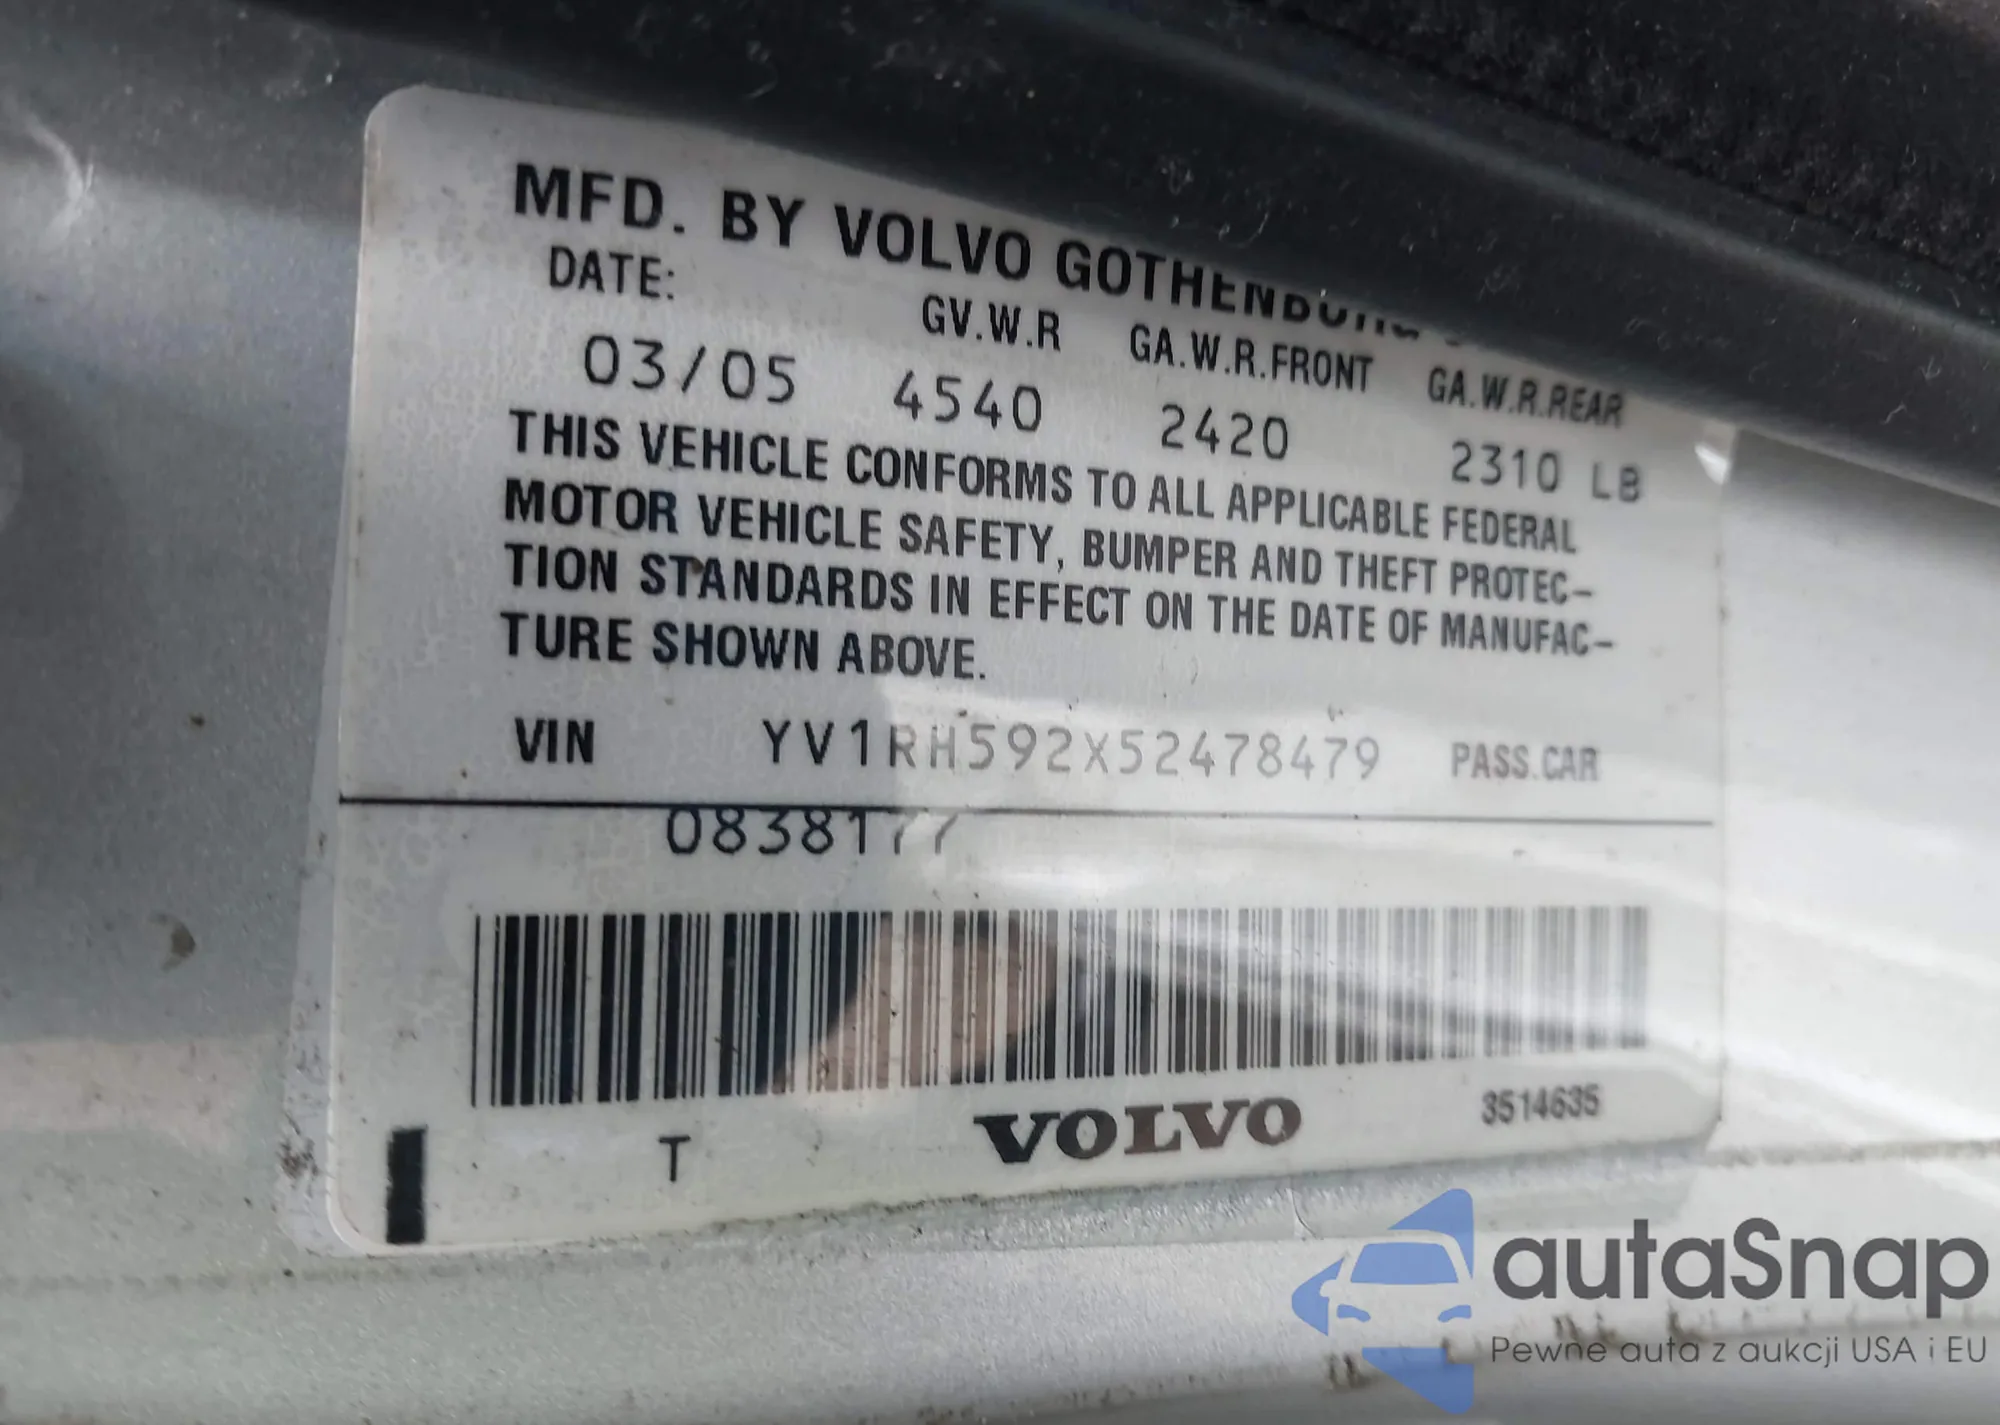 MFD. BY VOLVO GOTHENBURG
DATE: GV.W.R GA.W.R.FRONT GA.W.R.REAR
03/05 4540 2420 2310 LB
THIS VEHICLE CONFORMS TO ALL APPLICABLE FEDERAL
MOTOR VEHICLE SAFETY, BUMPER AND THEFT PROTEC-
TION STANDARDS IN EFFECT ON THE DATE OF MANUFAC-
TURE SHOWN ABOVE.
VIN YV1RH592X52478479 PASS.CAR
0838177
T VOLVO 3514635
autaSnap
Pewne auta z aukcji USA i EU